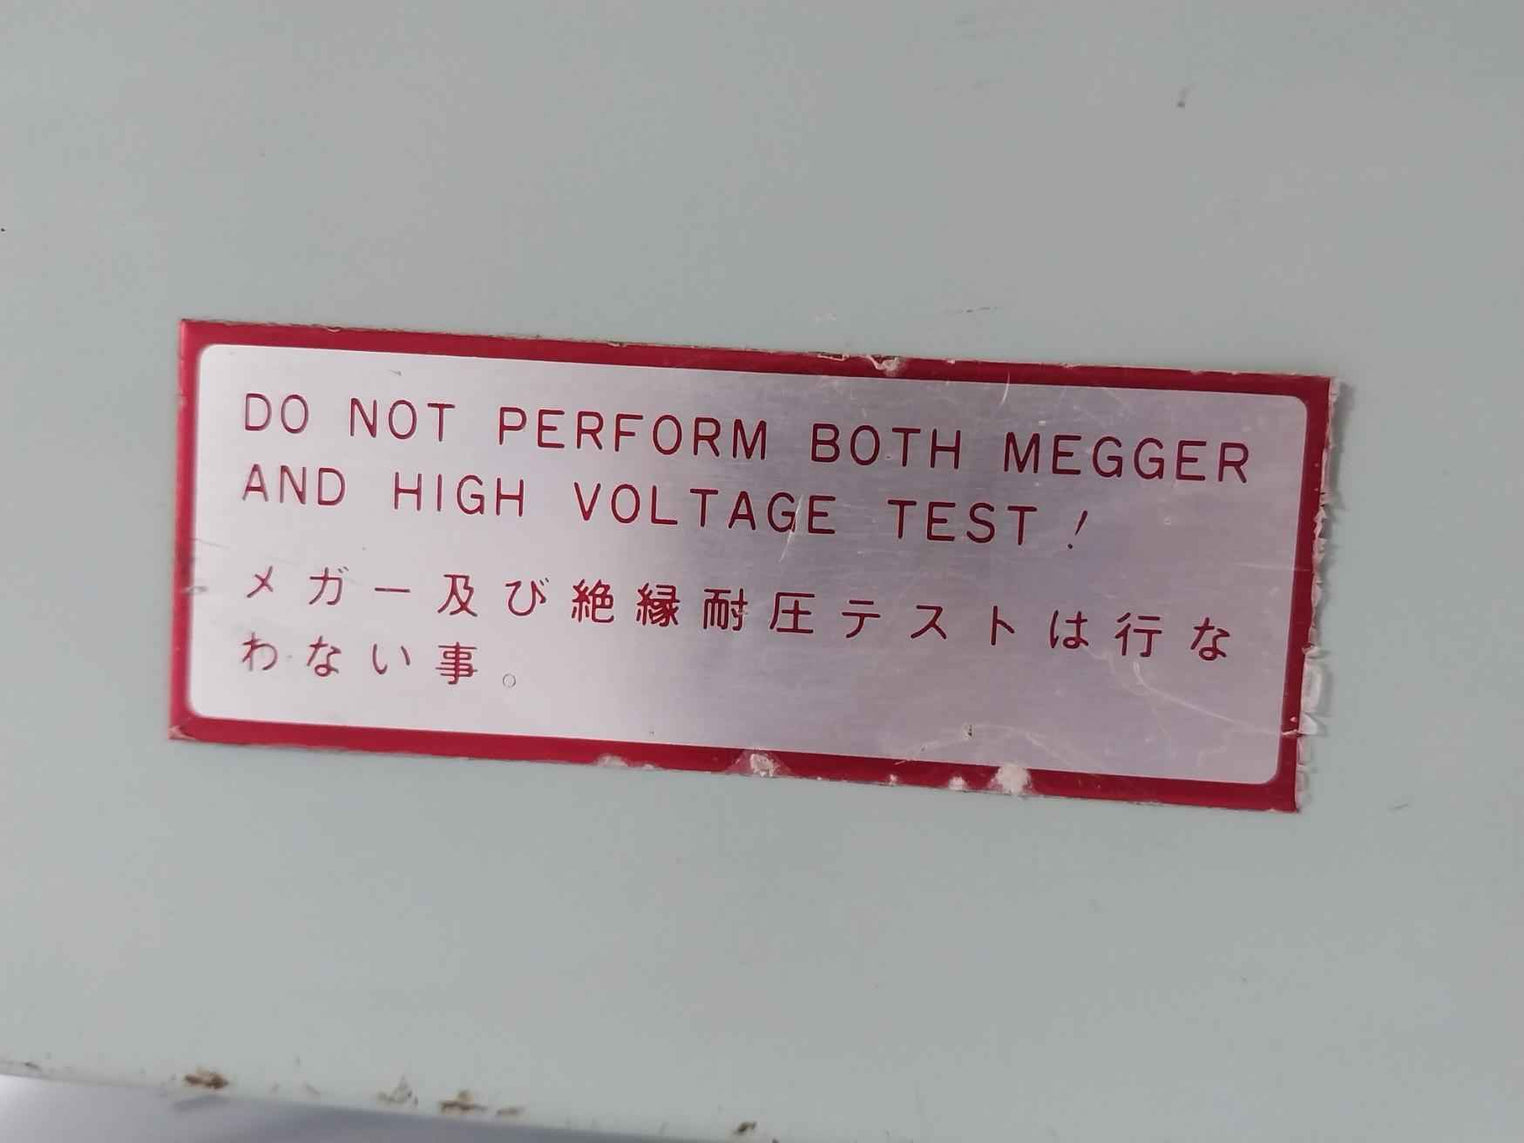 DO NOT PERFORM BOTH MEGGER
AND HIGH VOLTAGE TEST!
メガー及び絶縁耐圧テストは行な
わない事。